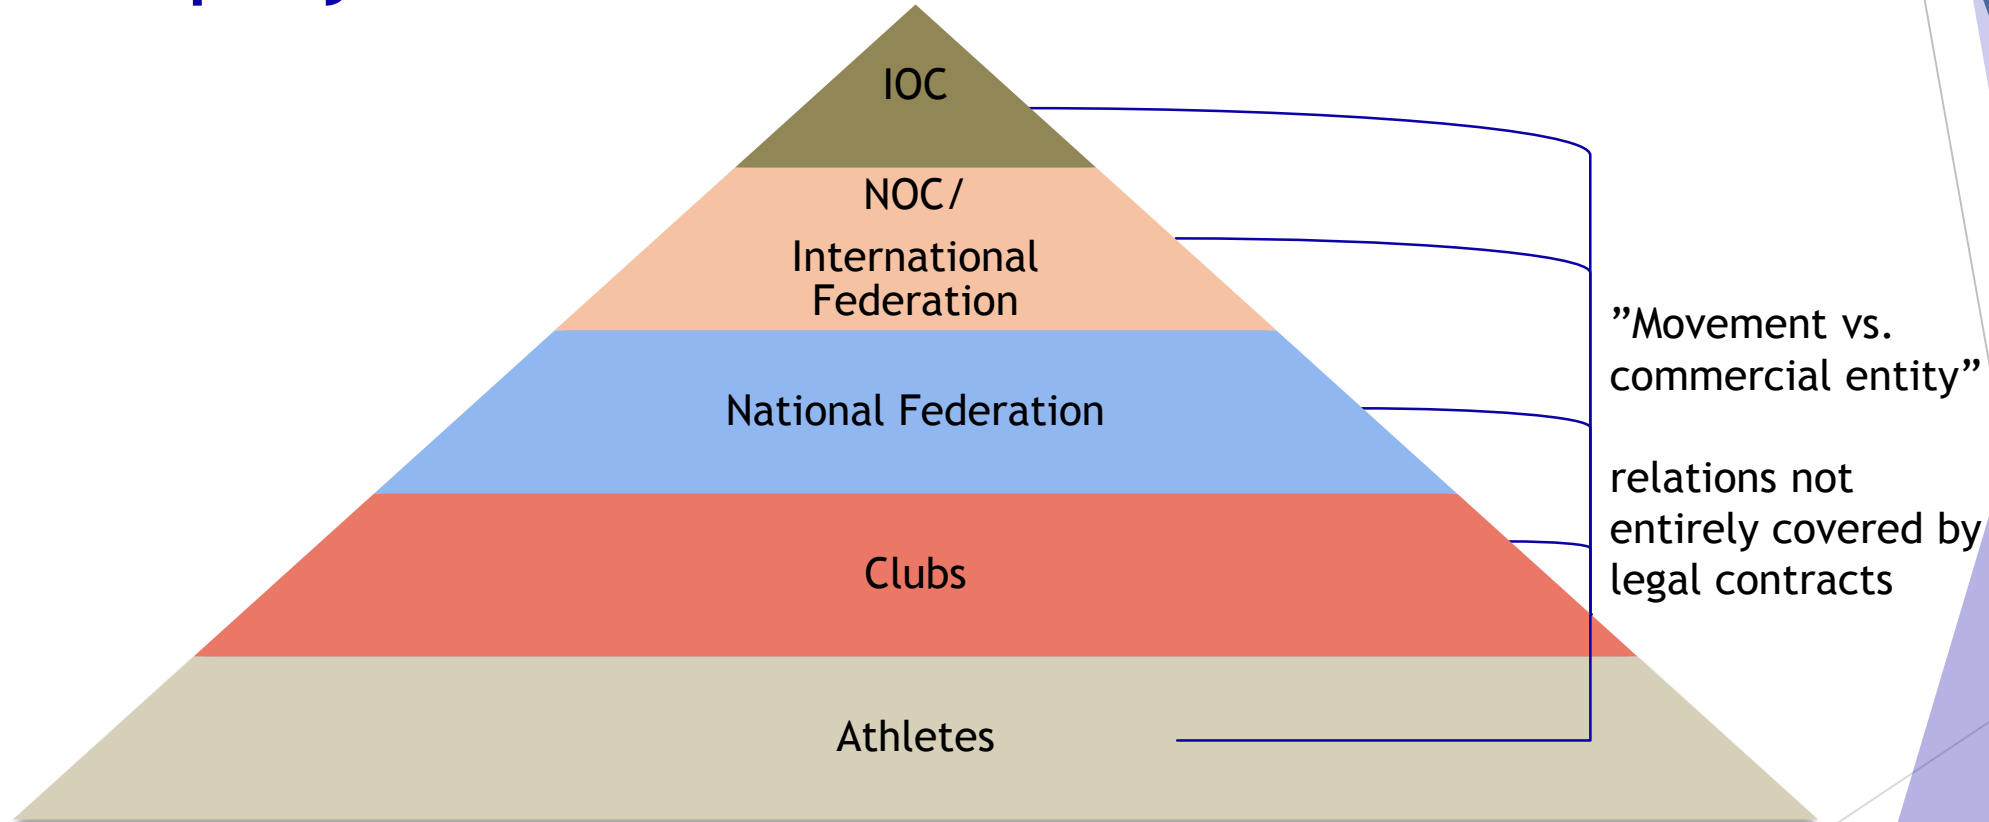 IOC
NOC/
International
Federation
National Federation
Clubs
Athletes
”Movement vs.
commercial entity”
relations not
entirely covered by
legal contracts